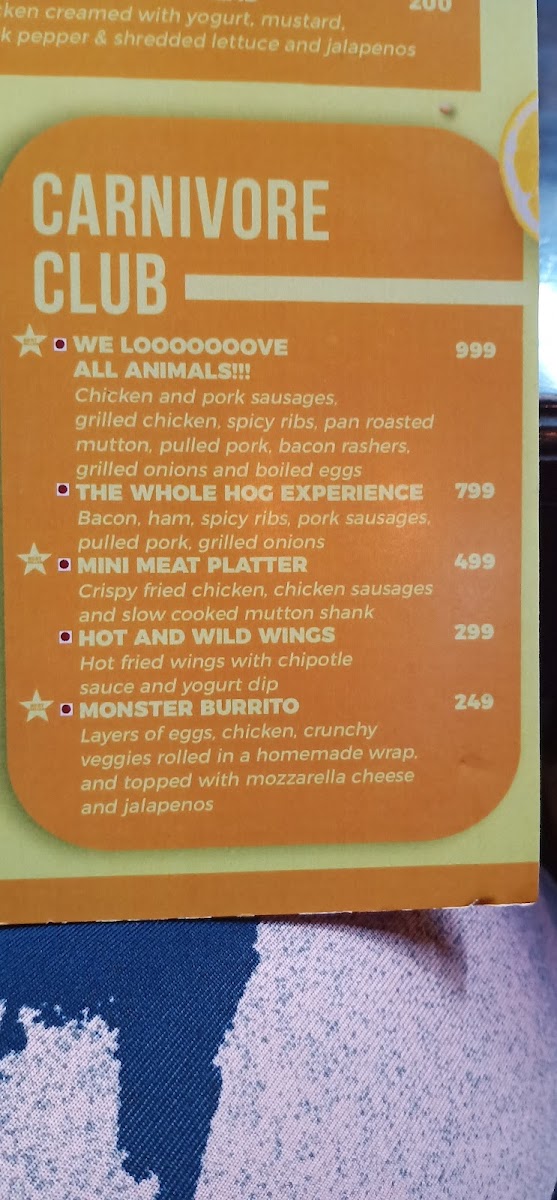 200
cken creamed with yogurt, mustard,
k pepper & shredded lettuce and jalapenos
CARNIVORE
CLUB
WE LOOOOOOOVE 999
ALL ANIMALS!!!
Chicken and pork sausages,
grilled chicken, spicy ribs, pan roasted
mutton, pulled pork, bacon rashers,
grilled onions and boiled eggs
THE WHOLE HOG EXPERIENCE 799
Bacon, ham, spicy ribs, pork sausages,
pulled pork, grilled onions
MINI MEAT PLATTER 499
Crispy fried chicken, chicken sausages
and slow cooked mutton shank
HOT AND WILD WINGS 299
Hot fried wings with chipotle
sauce and yogurt dip
MONSTER BURRITO 249
Layers of eggs, chicken, crunchy
veggies rolled in a homemade wrap,
and topped with mozzarella cheese
and jalapenos